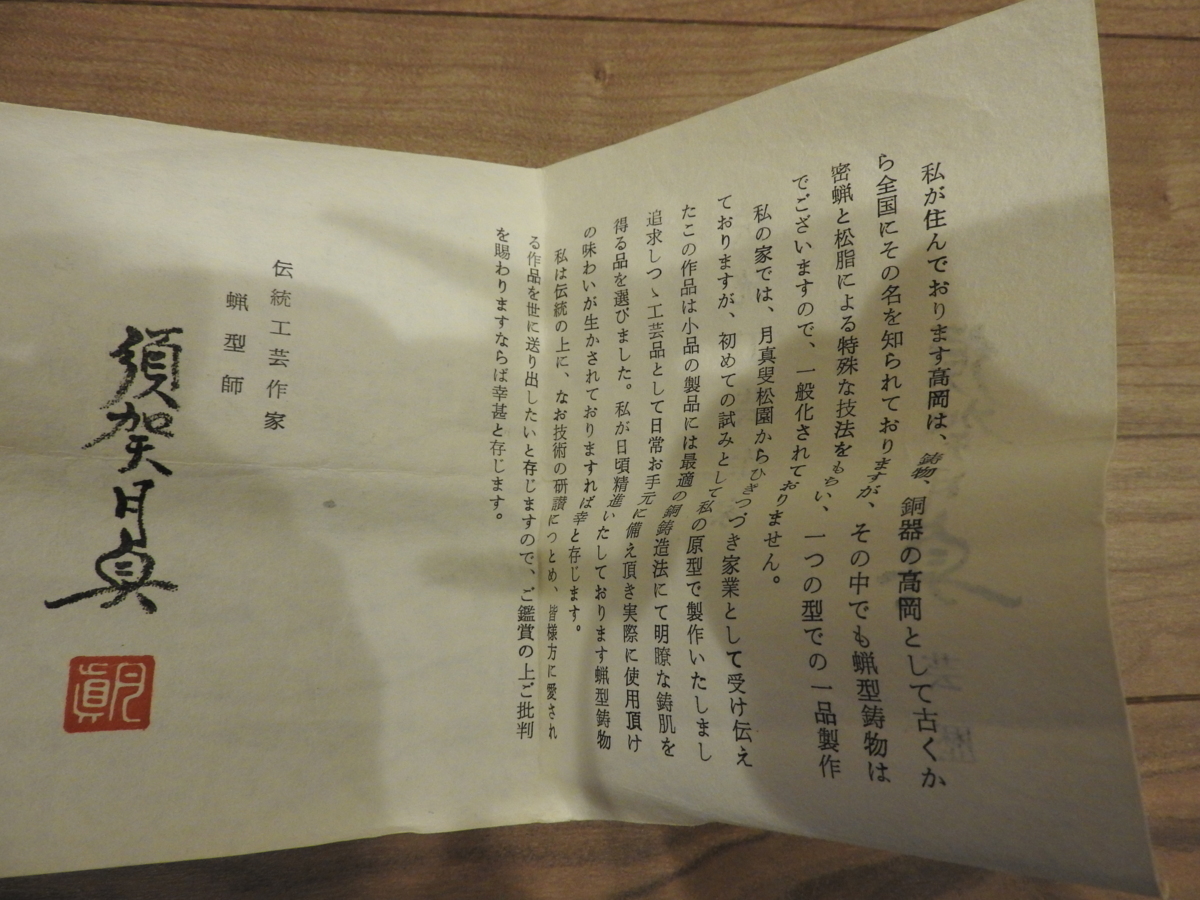 私が住んでおります高岡は、鋳物、銅器の高岡として古くか
ら全国にその名を知られておりますが、その中でも蝋型鋳物は
密蝋と松脂による特殊な技法をもちい、一つの型での一品製作
でございますので、一般化されておりません。
私の家では、月真叟松園からひきつづき家業として受け伝え
ておりますが、初めての試みとして私の原型で製作いたしまし
たこの作品は小品の製品には最適の銅鋳造法にて明瞭な鋳肌を
追求しつゝ工芸品として日常お手元に備え頂き実際に使用頂け
得る品を選びました。私が日頃精進いたしております蝋型鋳物
の味わいが生かされておりますれば幸と存じます。
私は伝統の上に、なお技術の研讃につとめ、皆様方に愛され
る作品を世に送り出したいと存じますので、ご鑑賞の上ご批判
を賜わりますならば幸甚と存じます。
伝統工芸作家
蝋型師
須賀月真
月真